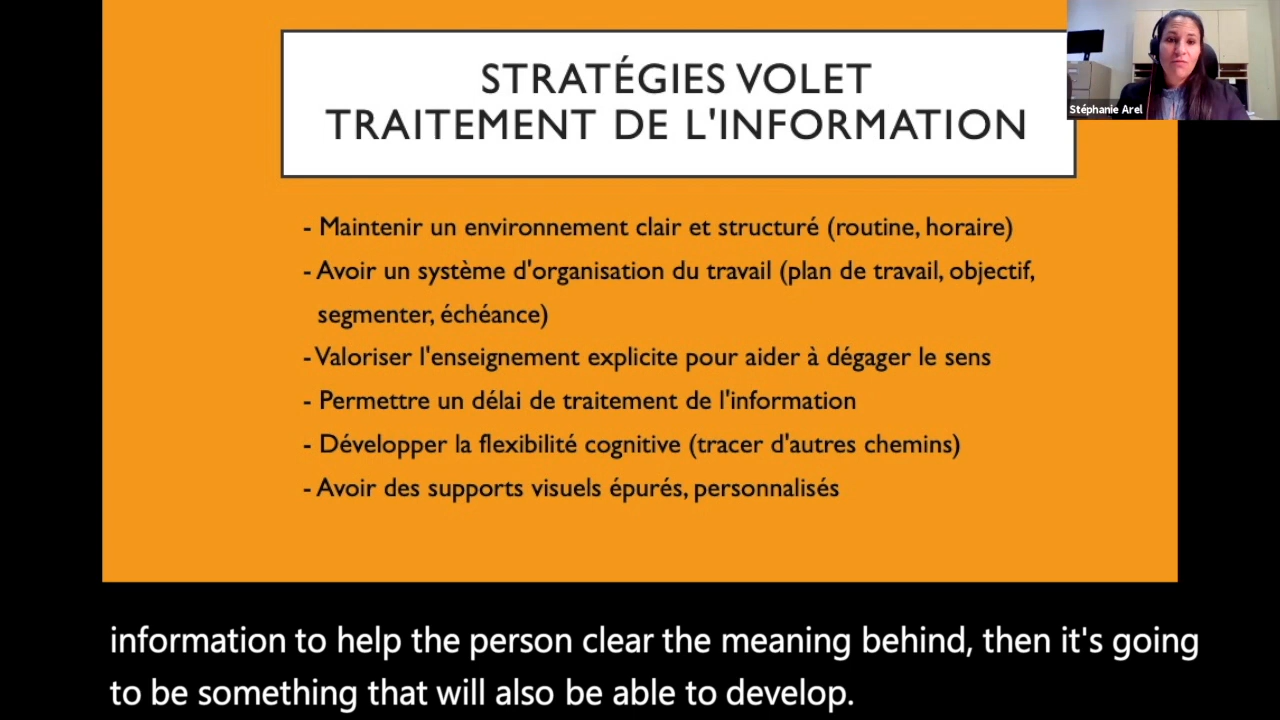 STRATÉGIES VOLET
TRAITEMENT DE L'INFORMATION
Stéphanie Arel
- Maintenir un environnement clair et structuré (routine, horaire)
- Avoir un système d'organisation du travail (plan de travail, objectif,
segmenter, échéance)
- Valoriser l'enseignement explicite pour aider à dégager le sens
- Permettre un délai de traitement de l'information
- Développer la flexibilité cognitive (tracer d'autres chemins)
- Avoir des supports visuels épurés, personnalisés
information to help the person clear the meaning behind, then it's going
to be something that will also be able to develop.